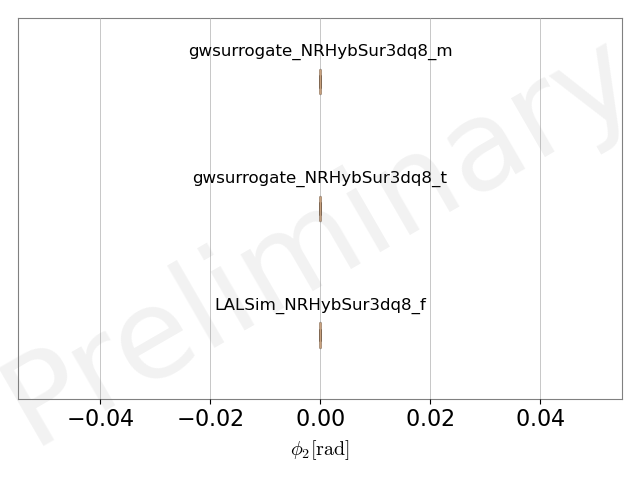 gwsurrogate_NRHybSur3dq8_m
gwsurrogate_NRHybSur3dq8_t
LALSim_NRHybSur3dq8_f
Preliminary
−0.04 −0.02 0.00 0.02 0.04
ϕ₂[rad]